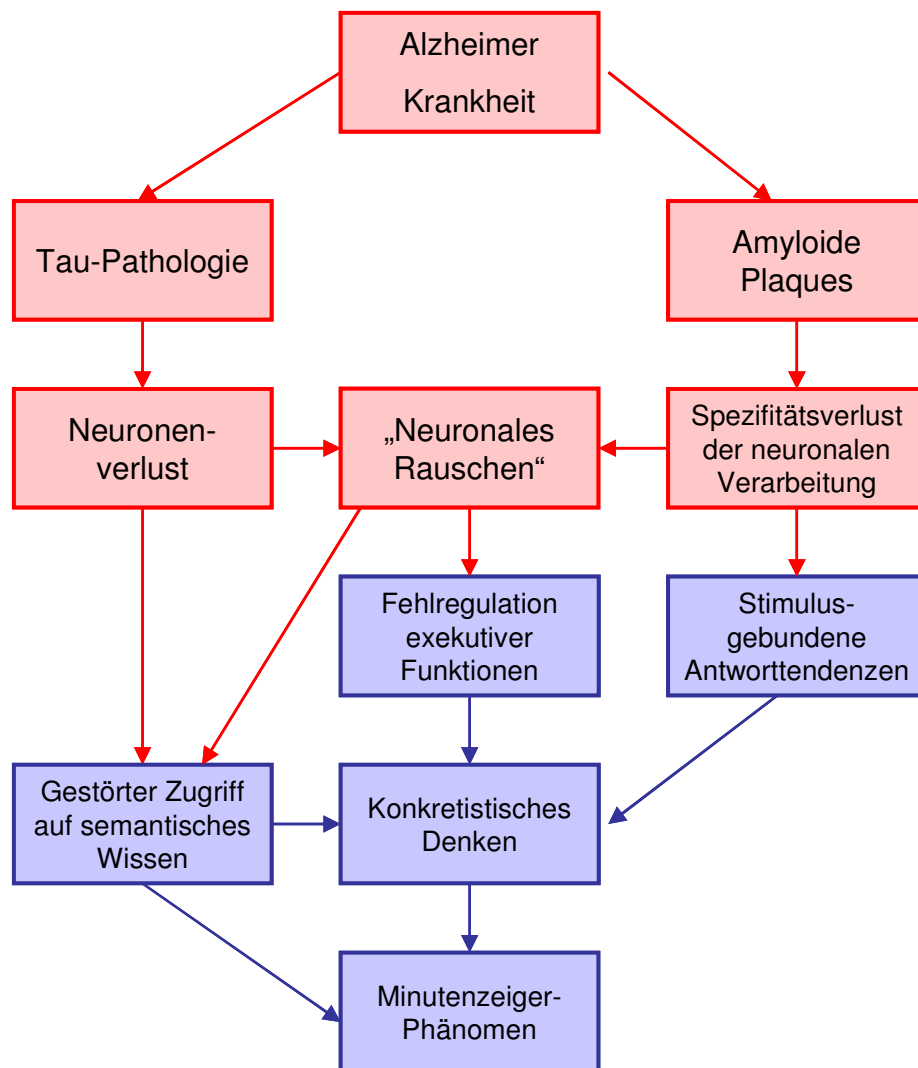 Alzheimer
Krankheit
Tau-Pathologie
Amyloide
Plaques
Neuronen-
verlust
„Neuronales
Rauschen“
Spezifitätsverlust
der neuronalen
Verarbeitung
Fehlregulation
exekutiver
Funktionen
Stimulus-
gebundene
Antworttendenzen
Gestörter Zugriff
auf semantisches
Wissen
Konkretistisches
Denken
Minutenzeiger-
Phänomen